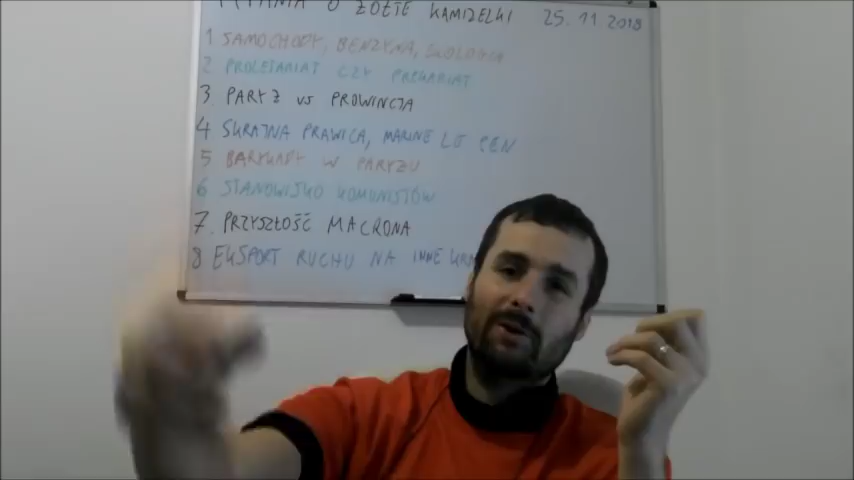 PYTANIA O ŻÓŁTE KAMIZELKI 25.11.2018
1 SAMOCHODY, BENZYNA, EKOLOGIA
2 PROLETARIAT CZY PREKARIAT
3 PARYŻ VS PROWINCJA
4 SKRAJNA PRAWICA, MARINE LE PEN
5 BARYKADY W PARYŻU
6 STANOWISKO KOMUNISTÓW
7. PRZYSZŁOŚĆ MACRONA
8 EKSPORT RUCHU NA INNE